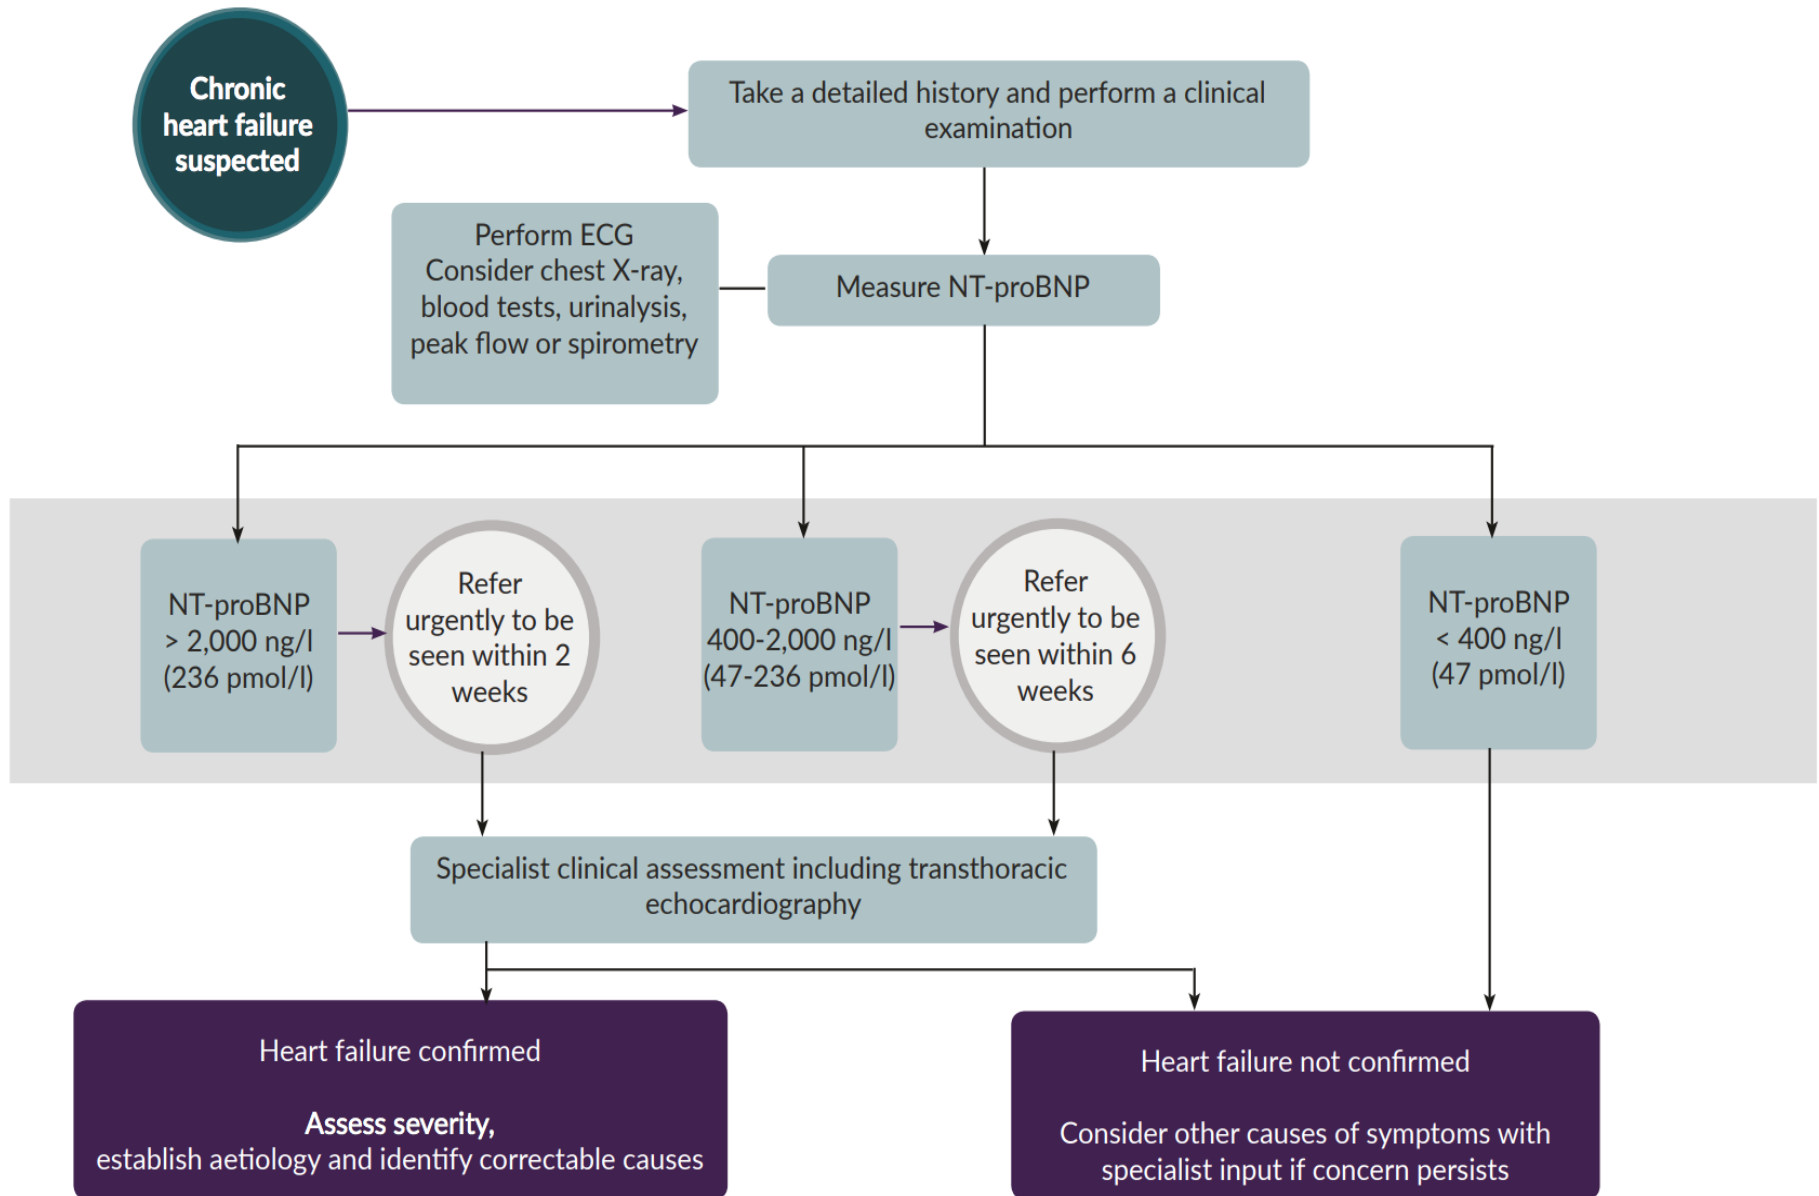 Chronic
heart failure
suspected
Take a detailed history and perform a clinical
examination
Perform ECG
Consider chest X-ray,
blood tests, urinalysis,
peak flow or spirometry
Measure NT-proBNP
NT-proBNP
> 2,000 ng/l
(236 pmol/l)
Refer
urgently to be
seen within 2
weeks
NT-proBNP
400-2,000 ng/l
(47-236 pmol/l)
Refer
urgently to be
seen within 6
weeks
NT-proBNP
< 400 ng/l
(47 pmol/l)
Specialist clinical assessment including transthoracic
echocardiography
Heart failure confirmed
Assess severity,
establish aetiology and identify correctable causes
Heart failure not confirmed
Consider other causes of symptoms with
specialist input if concern persists